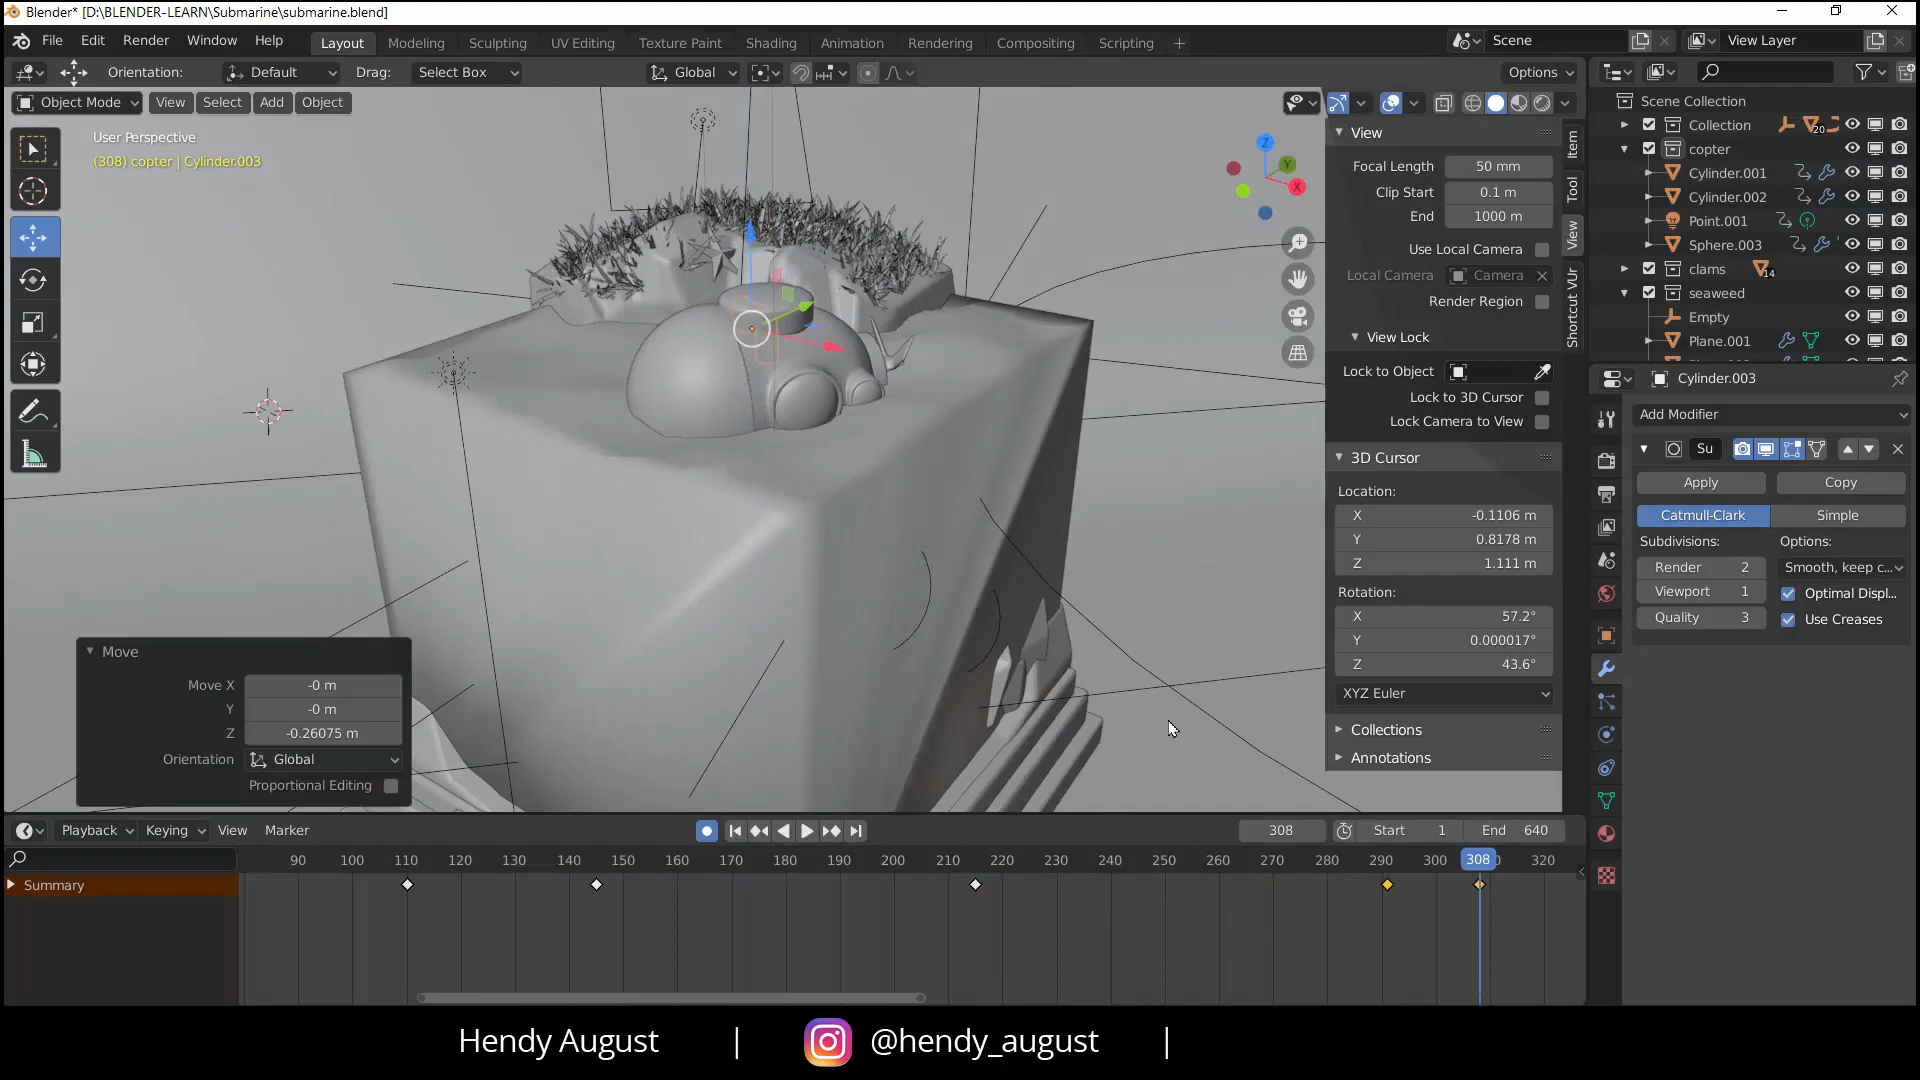 Blender* [D:\BLENDER-LEARN\Submarine\submarine.blend]
File Edit Render Window Help Layout Modeling Sculpting UV Editing Texture Paint Shading Animation Rendering Compositing Scripting + Scene View Layer
Orientation: Default Drag: Select Box Global Options
Object Mode View Select Add Object
User Perspective
(308) copter | Cylinder.003
Z
Y
X
View
Focal Length 50 mm
Clip Start 0.1 m
End 1000 m
Use Local Camera
Local Camera Camera
Render Region
View Lock
Lock to Object
Lock to 3D Cursor
Lock Camera to View
3D Cursor
Location:
X -0.1106 m
Y 0.8178 m
Z 1.111 m
Rotation:
X 57.2°
Y 0.000017°
Z 43.6°
XYZ Euler
Collections
Annotations
Item
Tool
View
Shortcut VUr
Scene Collection
Collection 20
copter
Cylinder.001
Cylinder.002
Point.001
Sphere.003
clams 14
seaweed
Empty
Plane.001
Cylinder.003
Add Modifier
Su
Apply Copy
Catmull-Clark Simple
Subdivisions: Options:
Render 2 Smooth, keep c...
Viewport 1 Optimal Displ...
Quality 3 Use Creases
Move
Move X -0 m
Y -0 m
Z -0.26075 m
Orientation Global
Proportional Editing
Playback Keying View Marker 308 Start 1 End 640
90 100 110 120 130 140 150 160 170 180 190 200 210 220 230 240 250 260 270 280 290 300 308 320
Summary
Hendy August | @hendy_august |